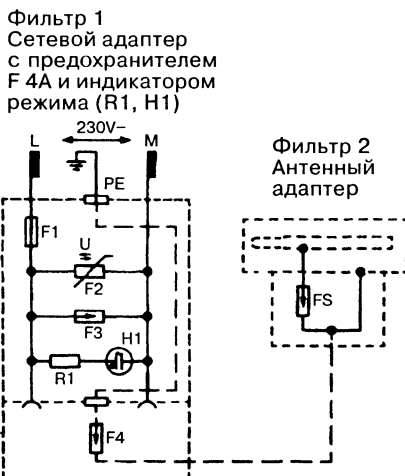 Фильтр 1
Сетевой адаптер
с предохранителем
F 4A и индикатором
режима (R1, H1)
L 230V~ M
PE
Фильтр 2
Антенный
адаптер
F1
U
F2
F3
H1
R1
FS
F4